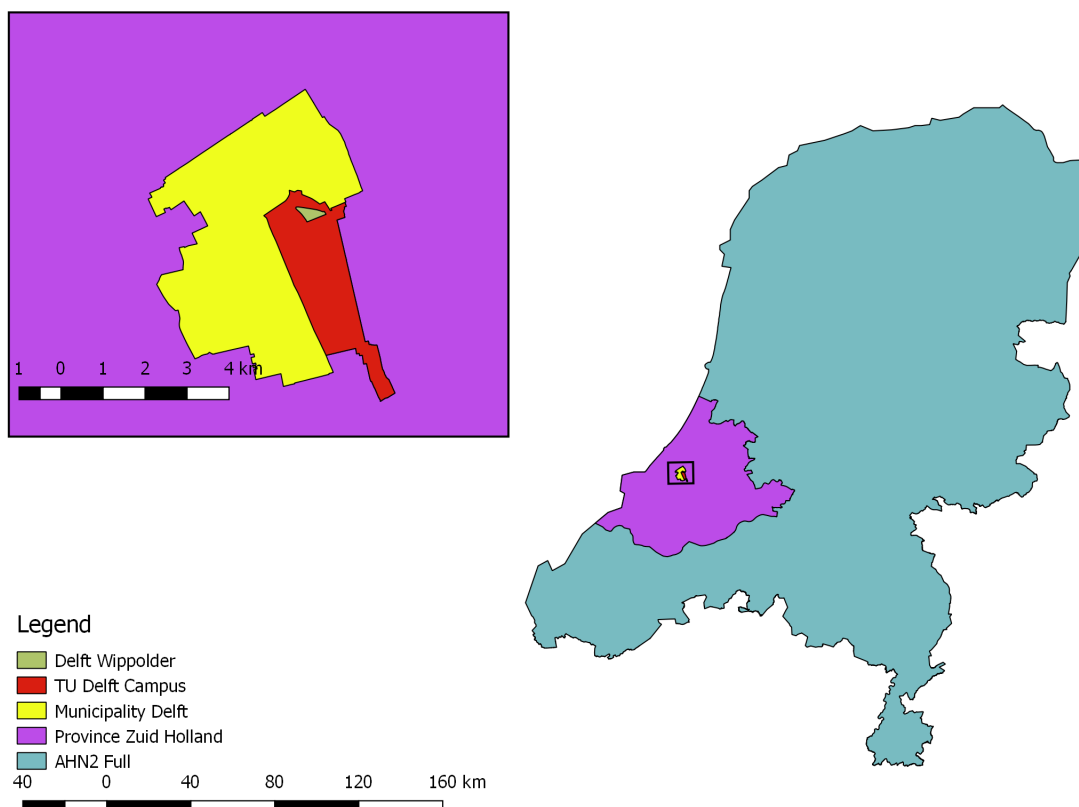 1 0 1 2 3 4 km
Legend
Delft Wippolder
TU Delft Campus
Municipality Delft
Province Zuid Holland
AHN2 Full
40 0 40 80 120 160 km